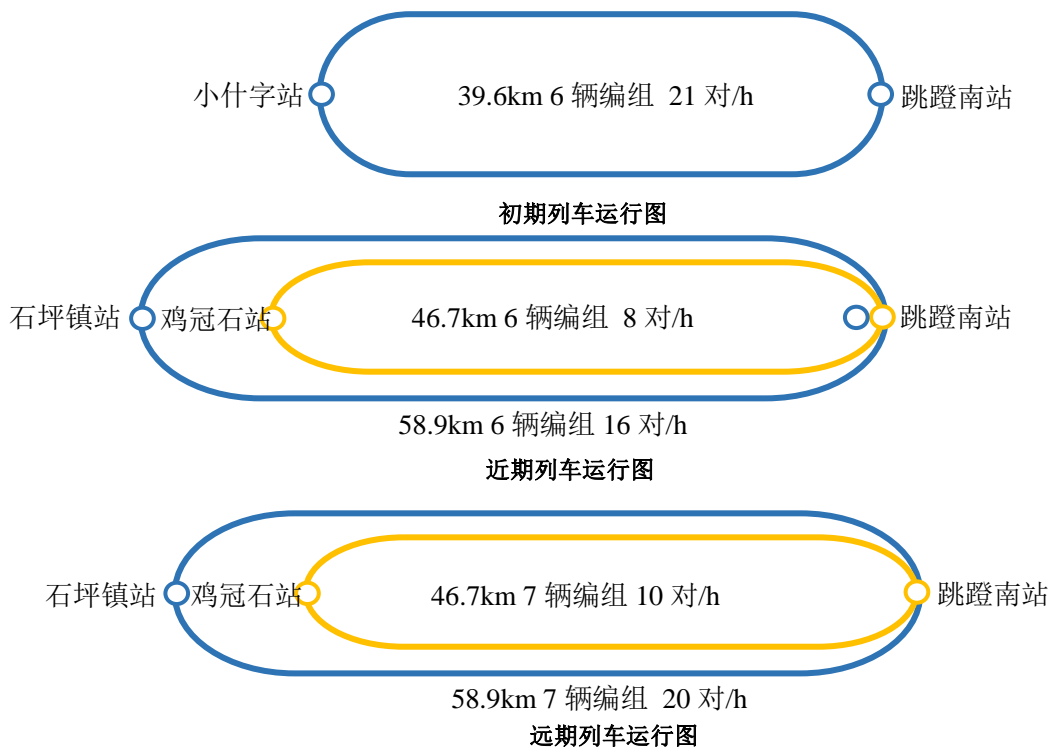 小什字站
39.6km 6 辆编组 21 对/h
跳蹬南站
初期列车运行图
石坪镇站
鸡冠石站
46.7km 6 辆编组 8 对/h
跳蹬南站
58.9km 6 辆编组 16 对/h
近期列车运行图
石坪镇站
鸡冠石站
46.7km 7 辆编组 10 对/h
跳蹬南站
58.9km 7 辆编组 20 对/h
远期列车运行图